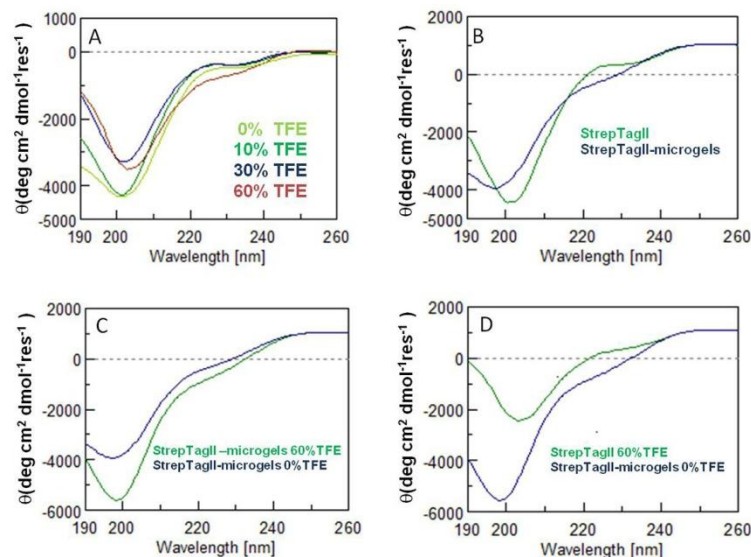 A
1000
0
-1000
-2000
-3000
-4000
-5000
θ(deg cm² dmol⁻¹res⁻¹)
0% TFE
10% TFE
30% TFE
60% TFE
190 200 220 240 260
Wavelength [nm]
B
2000
0
-2000
-4000
-5000
θ(deg cm² dmol⁻¹res⁻¹)
StrepTagII
StrepTagII-microgels
190 200 220 240 260
Wavelength [nm]
C
2000
0
-2000
-4000
-6000
θ(deg cm² dmol⁻¹res⁻¹)
StrepTagII –microgels 60%TFE
StrepTagII-microgels 0%TFE
190 200 220 240 260
Wavelength [nm]
D
2000
0
-2000
-4000
-6000
θ(deg cm² dmol⁻¹res⁻¹)
StrepTagII 60%TFE
StrepTagII-microgels 0%TFE
190 200 220 240 260
Wavelength [nm]